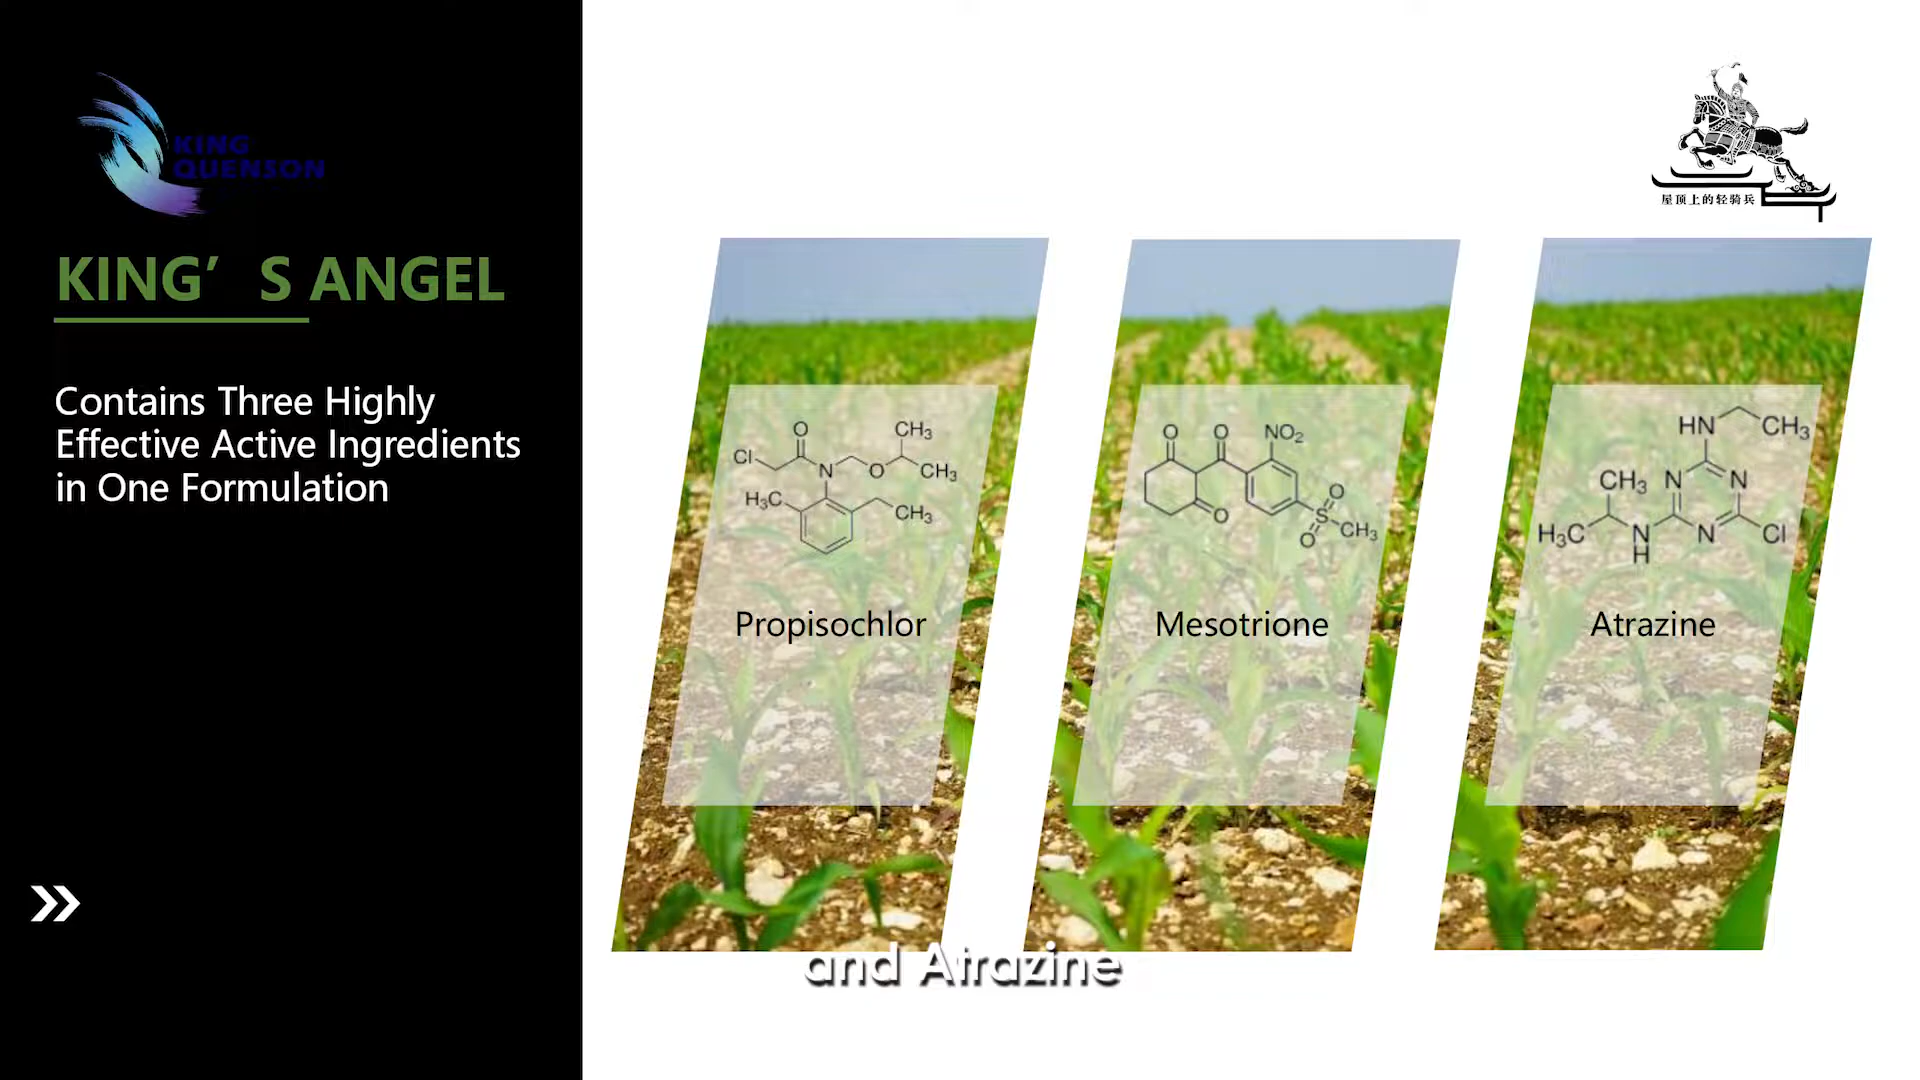 KING
QUENSON
KING’S ANGEL
Contains Three Highly
Effective Active Ingredients
in One Formulation
屋顶上的轻骑兵
O
CH₃
Cl
N
O
CH₃
H₃C
CH₃
Propisochlor
O
O
NO₂
O
O
S
O
CH₃
Mesotrione
HN
CH₃
CH₃
N
N
H₃C
N
H
N
Cl
Atrazine
and Atrazine